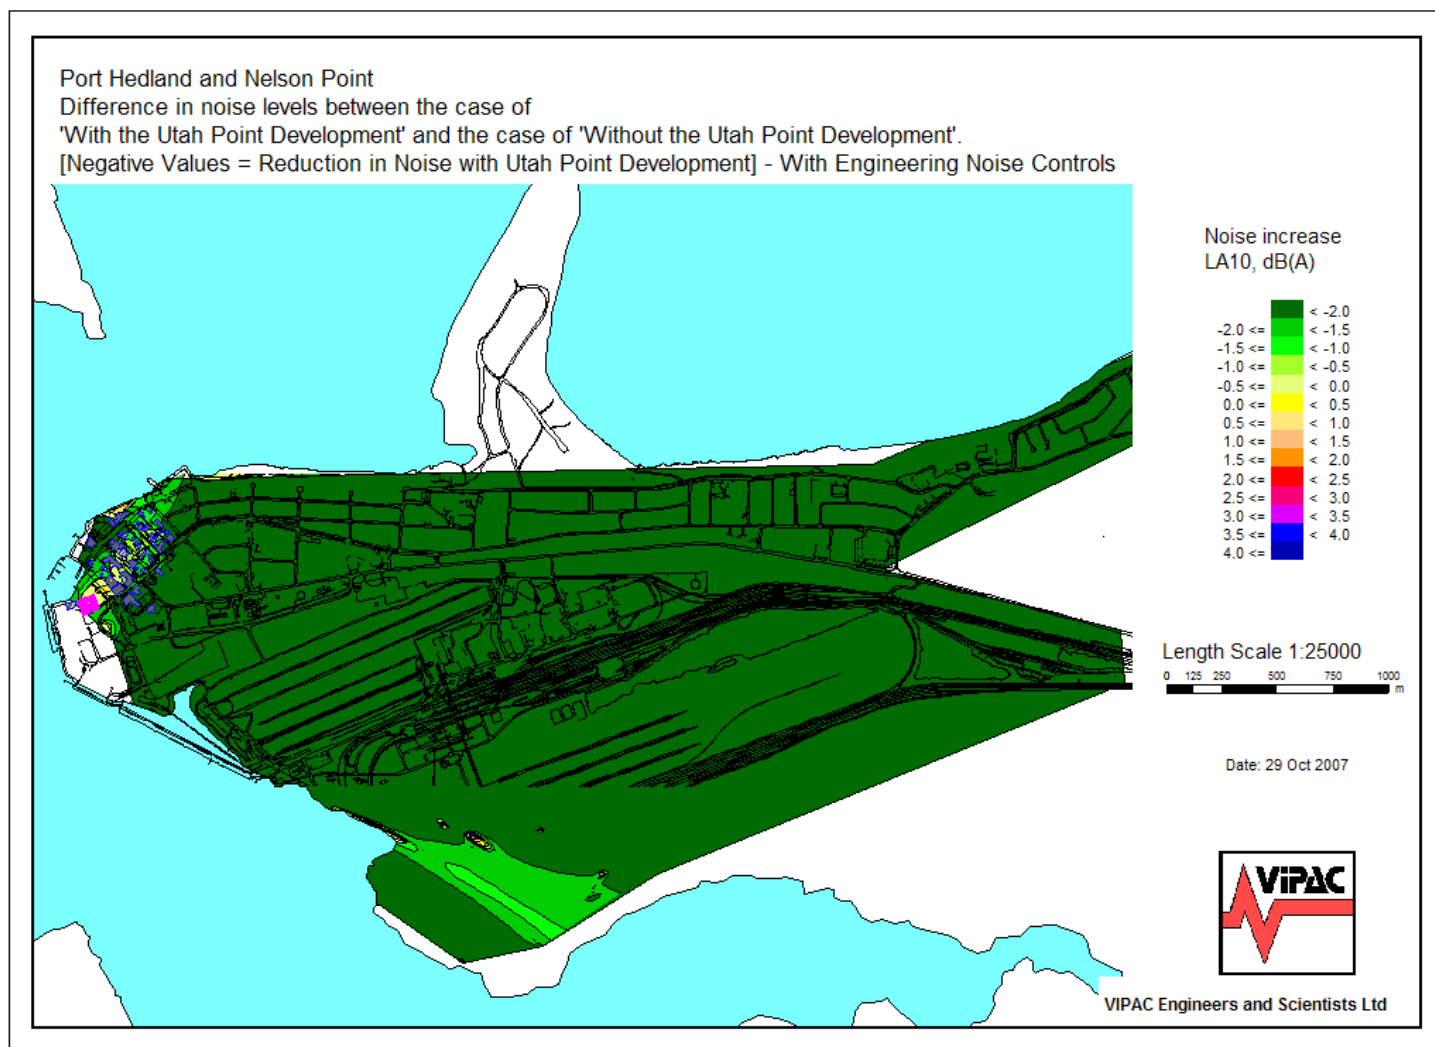 Port Hedland and Nelson Point
Difference in noise levels between the case of
'With the Utah Point Development' and the case of 'Without the Utah Point Development'.
[Negative Values = Reduction in Noise with Utah Point Development] - With Engineering Noise Controls
Noise increase
LA10, dB(A)
< -2.0
-2.0 <= < -1.5
-1.5 <= < -1.0
-1.0 <= < -0.5
-0.5 <= < 0.0
0.0 <= < 0.5
0.5 <= < 1.0
1.0 <= < 1.5
1.5 <= < 2.0
2.0 <= < 2.5
2.5 <= < 3.0
3.0 <= < 3.5
3.5 <= < 4.0
4.0 <=
Length Scale 1:25000
0 125 250 500 750 1000
m
Date: 29 Oct 2007
VIPAC
VIPAC Engineers and Scientists Ltd